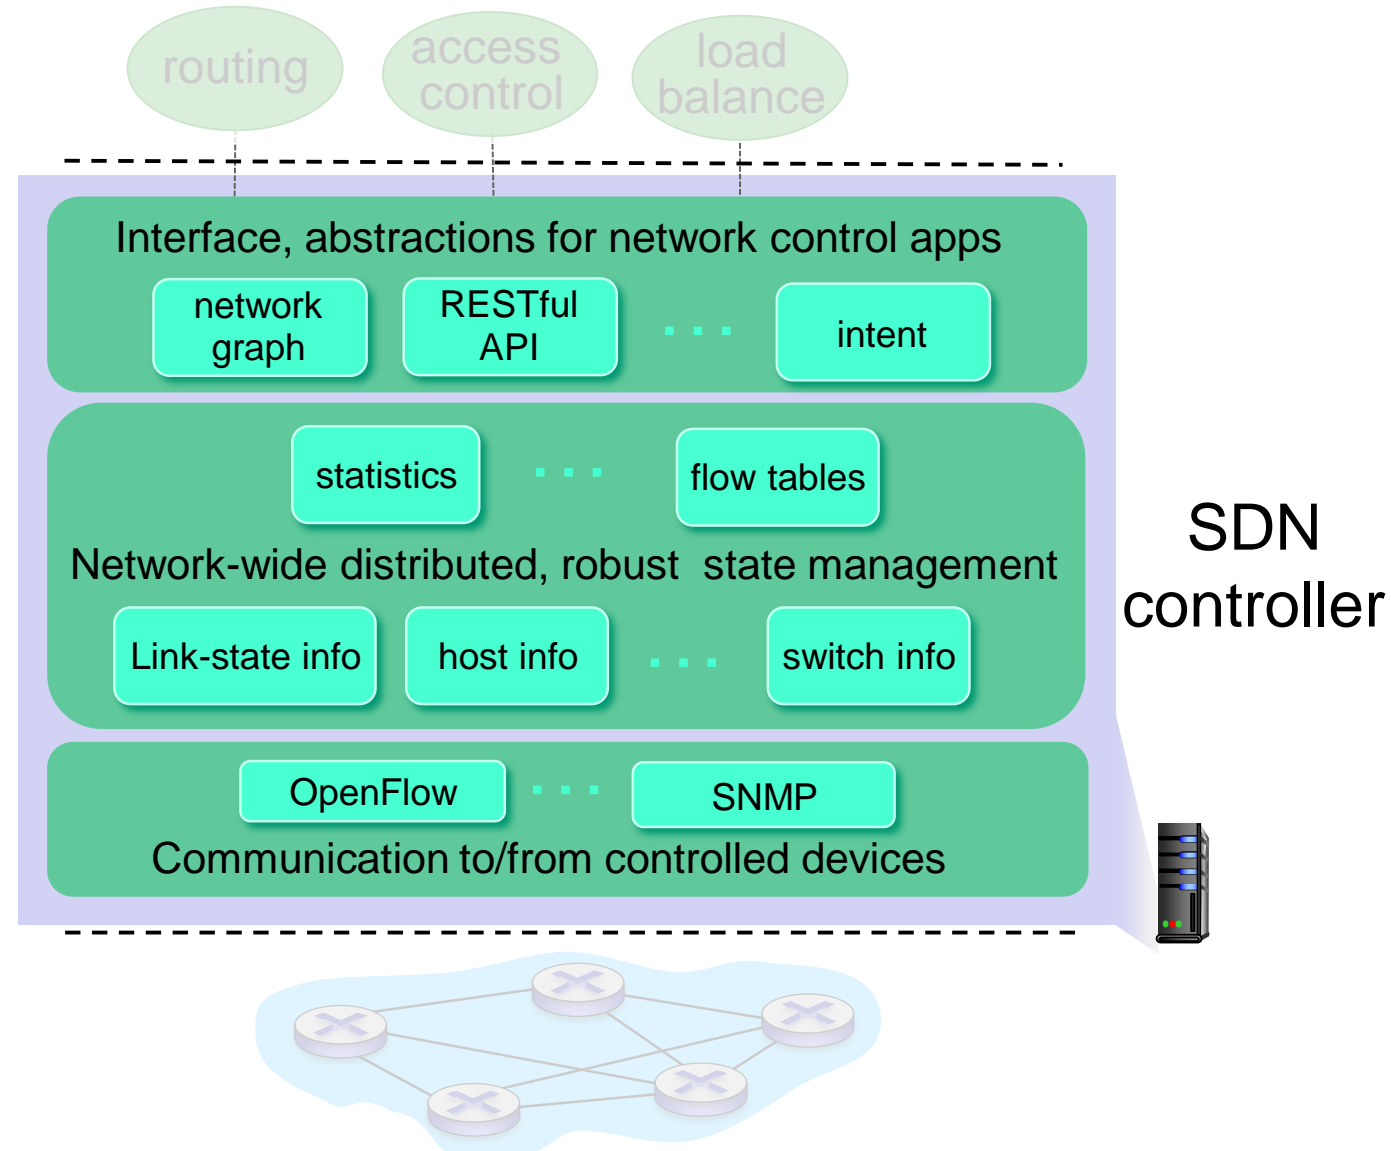 routing
access
control
load
balance
Interface, abstractions for network control apps
network
graph
RESTful
API
. . .
intent
statistics
. . .
flow tables
Network-wide distributed, robust  state management
Link-state info
host info
. . .
switch info
OpenFlow
. . .
SNMP
Communication to/from controlled devices
SDN
controller